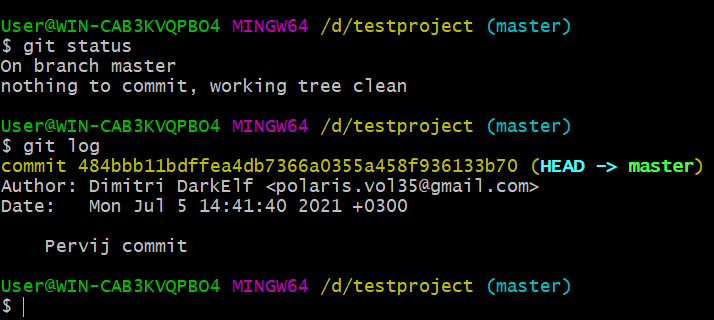 User@WIN-CAB3KVQPBO4 MINGW64 /d/testproject (master)
$ git status
On branch master
nothing to commit, working tree clean
User@WIN-CAB3KVQPBO4 MINGW64 /d/testproject (master)
$ git log
commit 484bbb11bdffea4db7366a0355a458f936133b70 (HEAD -> master)
Author: Dimitri DarkElf <polaris.vol35@gmail.com>
Date:   Mon Jul 5 14:41:40 2021 +0300
    Pervij commit
User@WIN-CAB3KVQPBO4 MINGW64 /d/testproject (master)
$